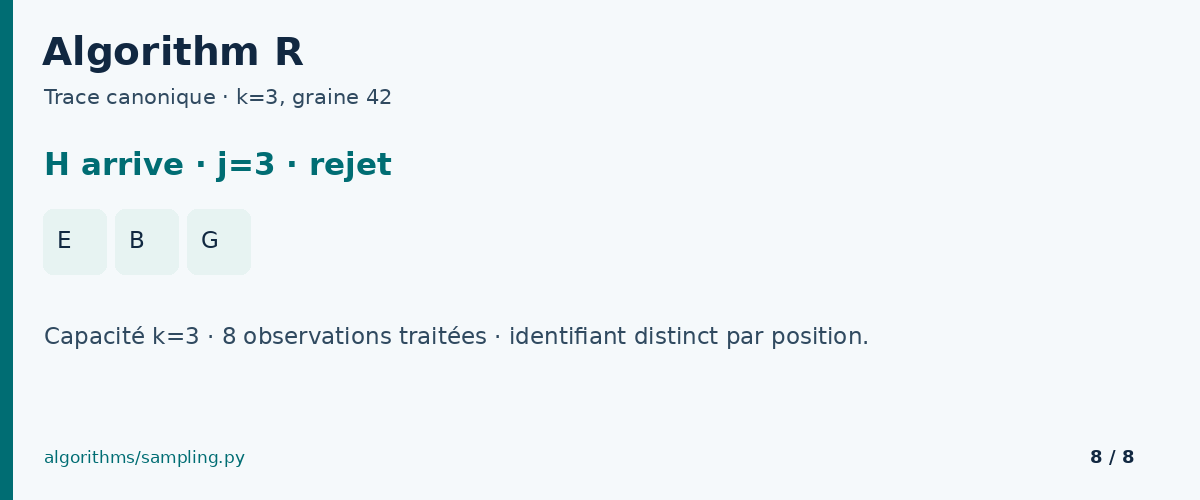 Algorithm R
Trace canonique · k=3, graine 42
H arrive · j=3 · rejet
E B G
Capacité k=3 · 8 observations traitées · identifiant distinct par position.
algorithms/sampling.py
8 / 8